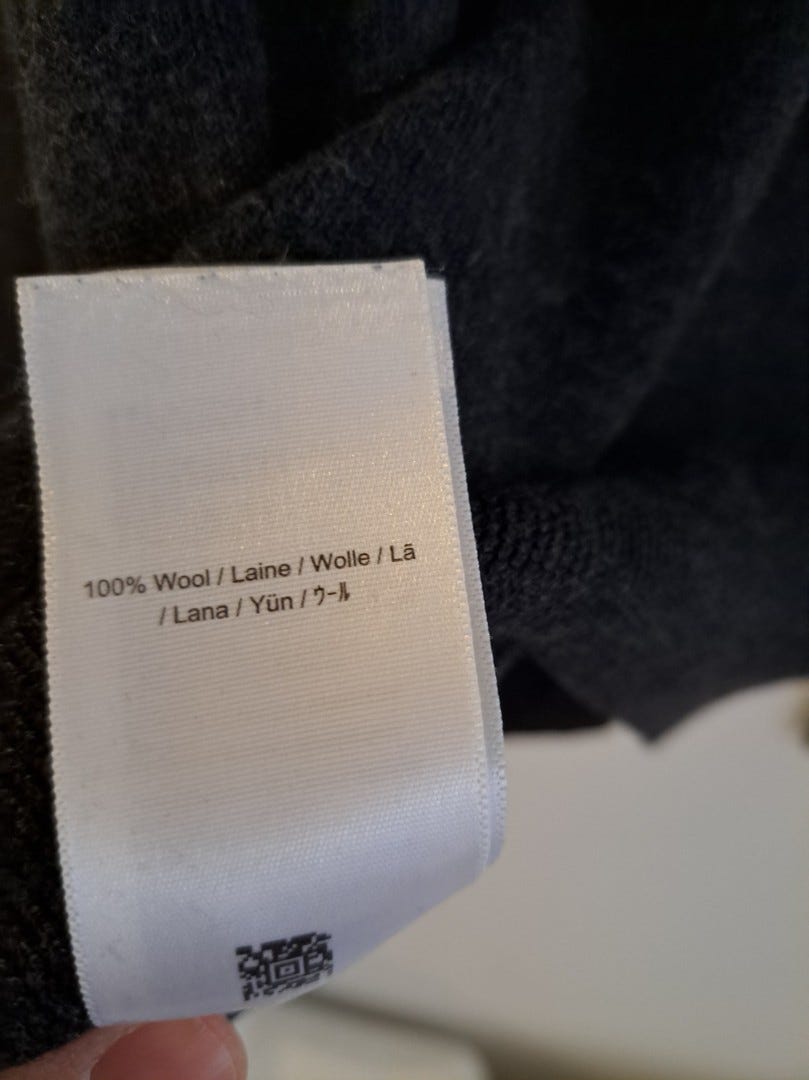 100% Wool / Laine / Wolle / Lã
/ Lana / Yün / ウール